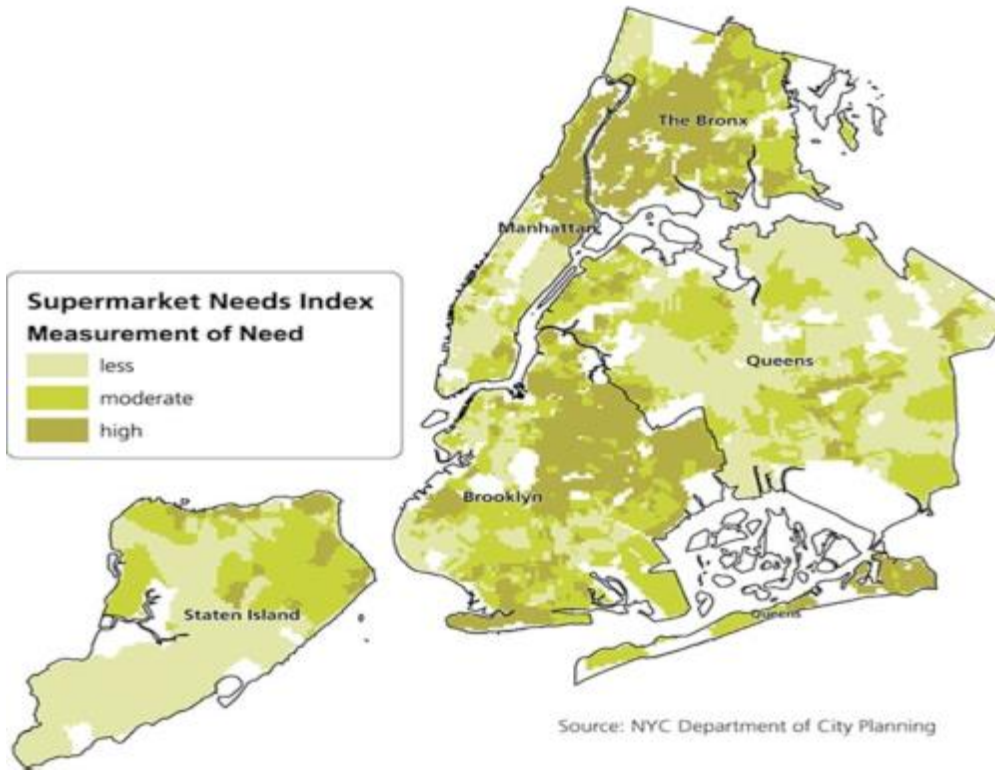 The Bronx
Manhattan
Supermarket Needs Index
Measurement of Need
less
moderate
high
Queens
Brooklyn
Staten Island
Queens
Source: NYC Department of City Planning